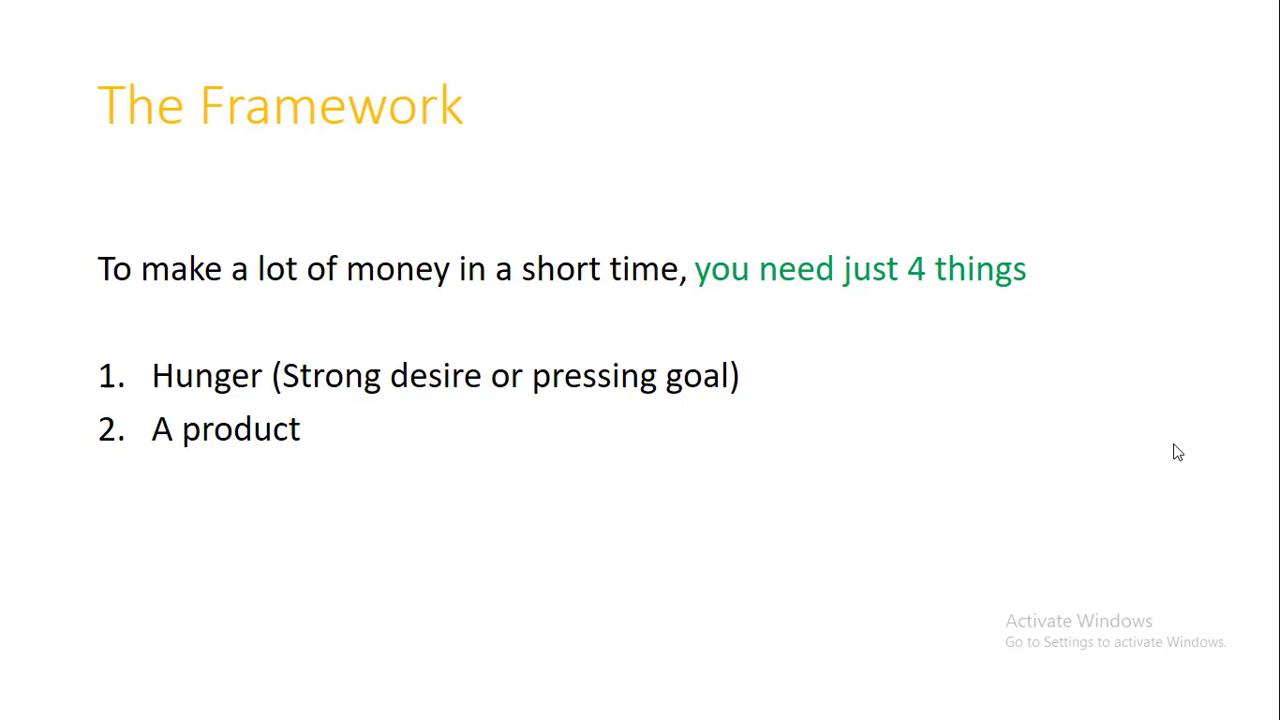 The Framework
To make a lot of money in a short time, you need just 4 things
1. Hunger (Strong desire or pressing goal)
2. A product
Activate Windows
Go to Settings to activate Windows.